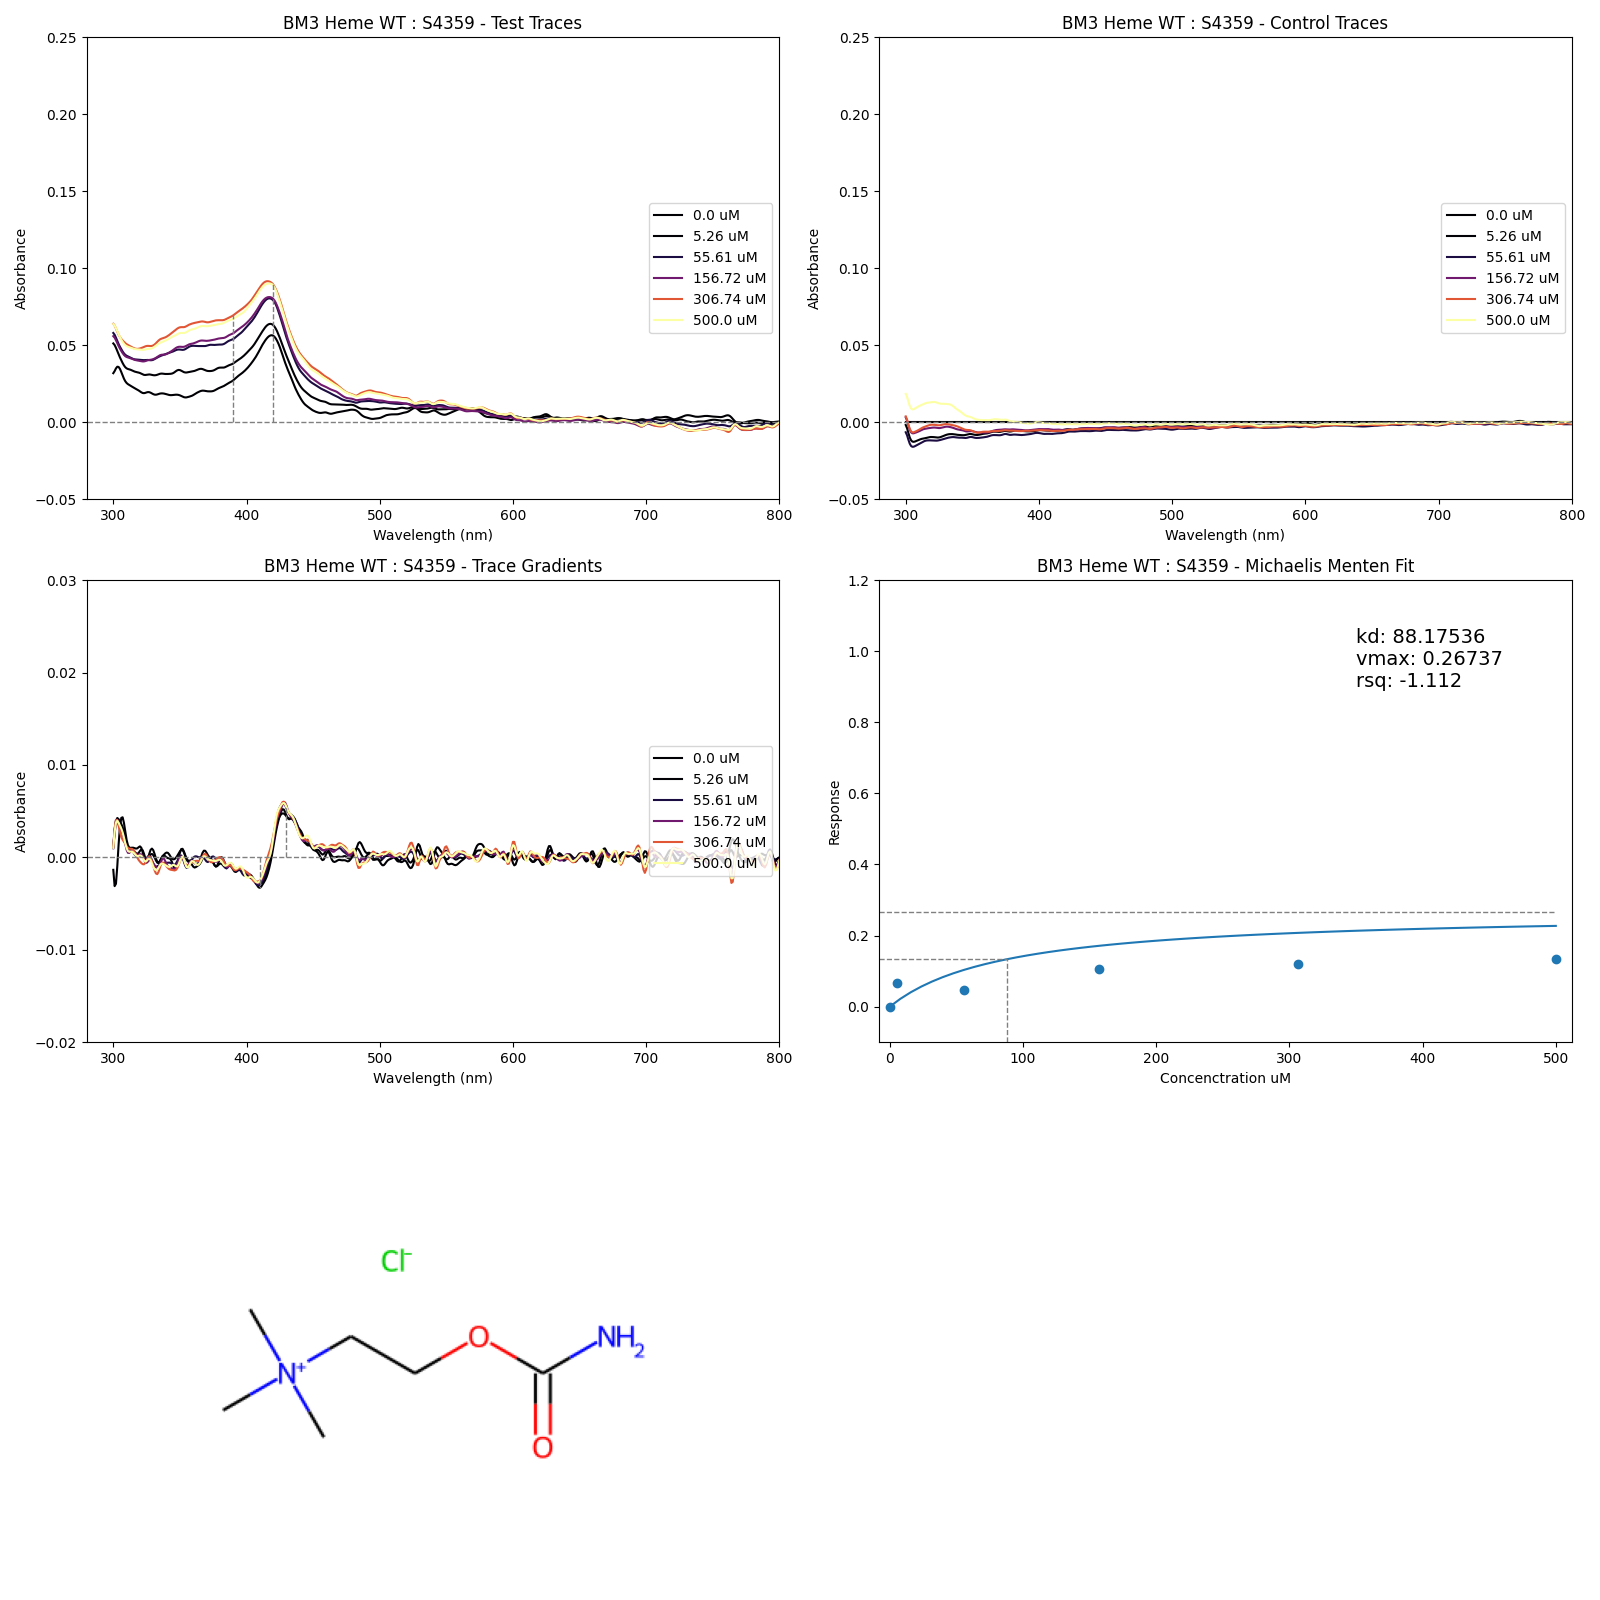 BM3 Heme WT : S4359 - Test Traces
0.25
0.20
0.15
0.10
0.05
0.00
−0.05
Absorbance
300
400
500
600
700
800
Wavelength (nm)
0.0 uM
5.26 uM
55.61 uM
156.72 uM
306.74 uM
500.0 uM
BM3 Heme WT : S4359 - Control Traces
0.25
0.20
0.15
0.10
0.05
0.00
−0.05
Absorbance
300
400
500
600
700
800
Wavelength (nm)
0.0 uM
5.26 uM
55.61 uM
156.72 uM
306.74 uM
500.0 uM
BM3 Heme WT : S4359 - Trace Gradients
0.03
0.02
0.01
0.00
−0.01
−0.02
Absorbance
300
400
500
600
700
800
Wavelength (nm)
0.0 uM
5.26 uM
55.61 uM
156.72 uM
306.74 uM
500.0 uM
BM3 Heme WT : S4359 - Michaelis Menten Fit
1.2
1.0
0.8
0.6
0.4
0.2
0.0
Response
0
100
200
300
400
500
Concenctration uM
kd: 88.17536
vmax: 0.26737
rsq: -1.112
Cl⁻
N⁺
O
NH₂
O